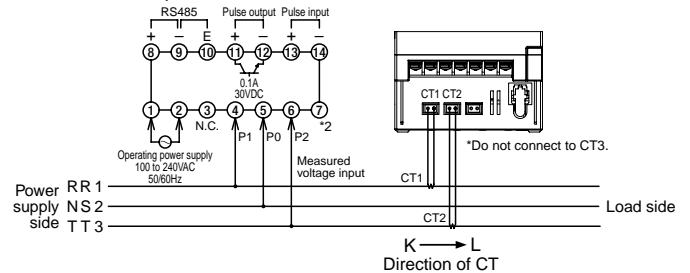 RS485 Pulse output Pulse input
+ − E + − + −
8 9 10 11 12 13 14
0.1A
30VDC
1 2 3 4 5 6 7
N.C. P1 P0 P2 *2
Operating power supply
100 to 240VAC
50/60Hz
Measured
voltage input
CT1 CT2
*Do not connect to CT3.
CT1
CT2
Power
supply
side
R R 1
N S 2
T T 3
Load side
K → L
Direction of CT